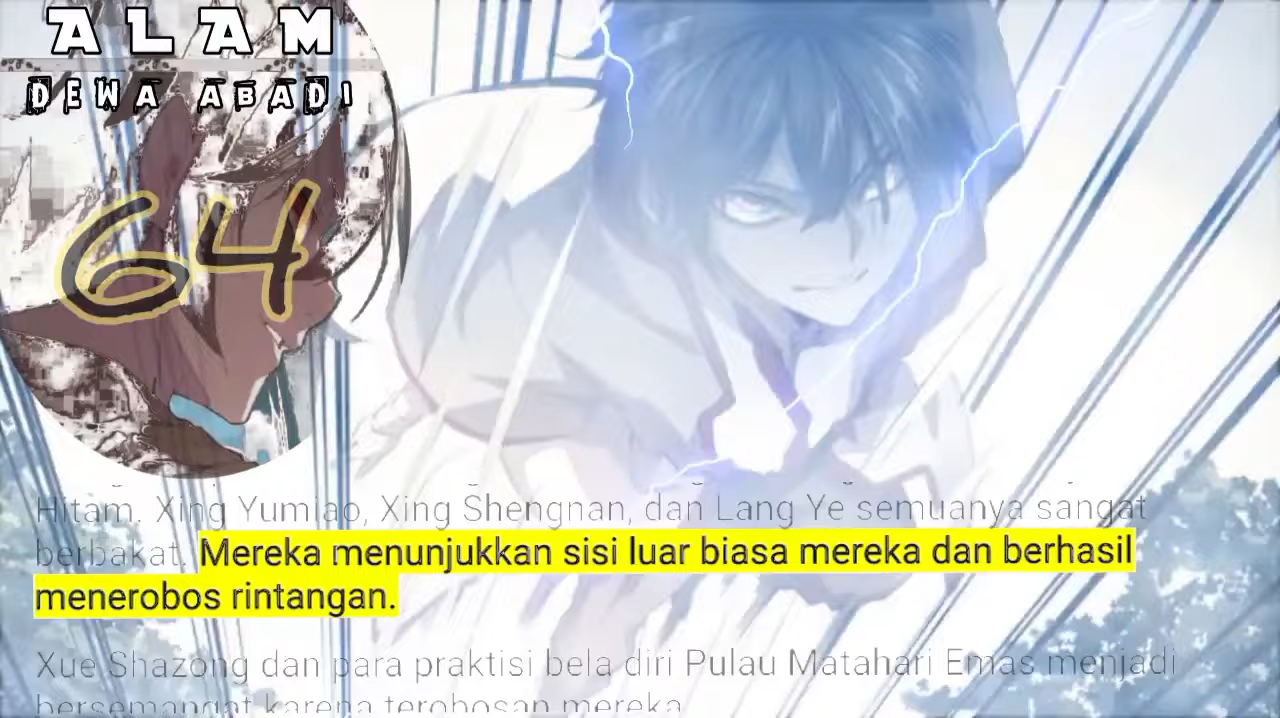 ALAM
DEWA ABADI
64
Hitam. Xing Yumiao, Xing Shengnan, dan Lang Ye semuanya sangat
berbakat. Mereka menunjukkan sisi luar biasa mereka dan berhasil
menerobos rintangan.
Xue Shazong dan para praktisi bela diri Pulau Matahari Emas menjadi
bersemangat karena terobosan mereka